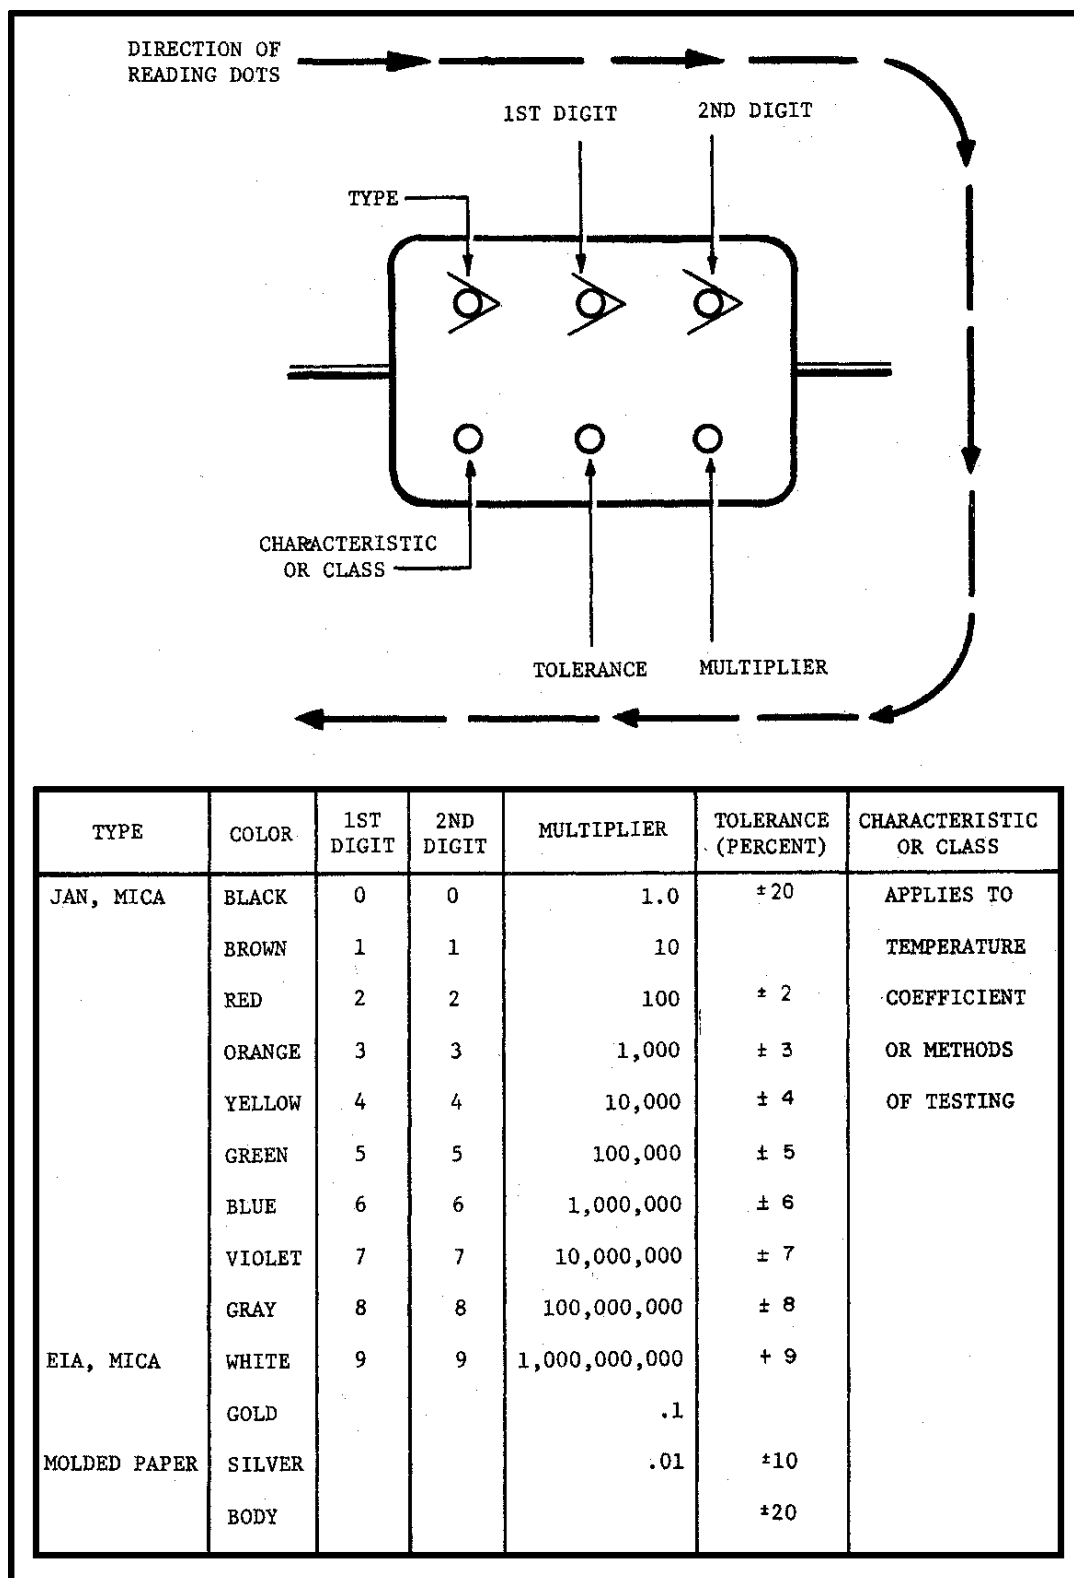 DIRECTION OF
READING DOTS
1ST DIGIT
2ND DIGIT
TYPE
CHARACTERISTIC
OR CLASS
TOLERANCE
MULTIPLIER
TYPE COLOR 1ST DIGIT 2ND DIGIT MULTIPLIER TOLERANCE (PERCENT) CHARACTERISTIC OR CLASS
JAN, MICA BLACK 0 0 1.0 ±20 APPLIES TO
BROWN 1 1 10 TEMPERATURE
RED 2 2 100 ± 2 COEFFICIENT
ORANGE 3 3 1,000 ± 3 OR METHODS
YELLOW 4 4 10,000 ± 4 OF TESTING
GREEN 5 5 100,000 ± 5
BLUE 6 6 1,000,000 ± 6
VIOLET 7 7 10,000,000 ± 7
GRAY 8 8 100,000,000 ± 8
EIA, MICA WHITE 9 9 1,000,000,000 + 9
GOLD .1
MOLDED PAPER SILVER .01 ±10
BODY ±20